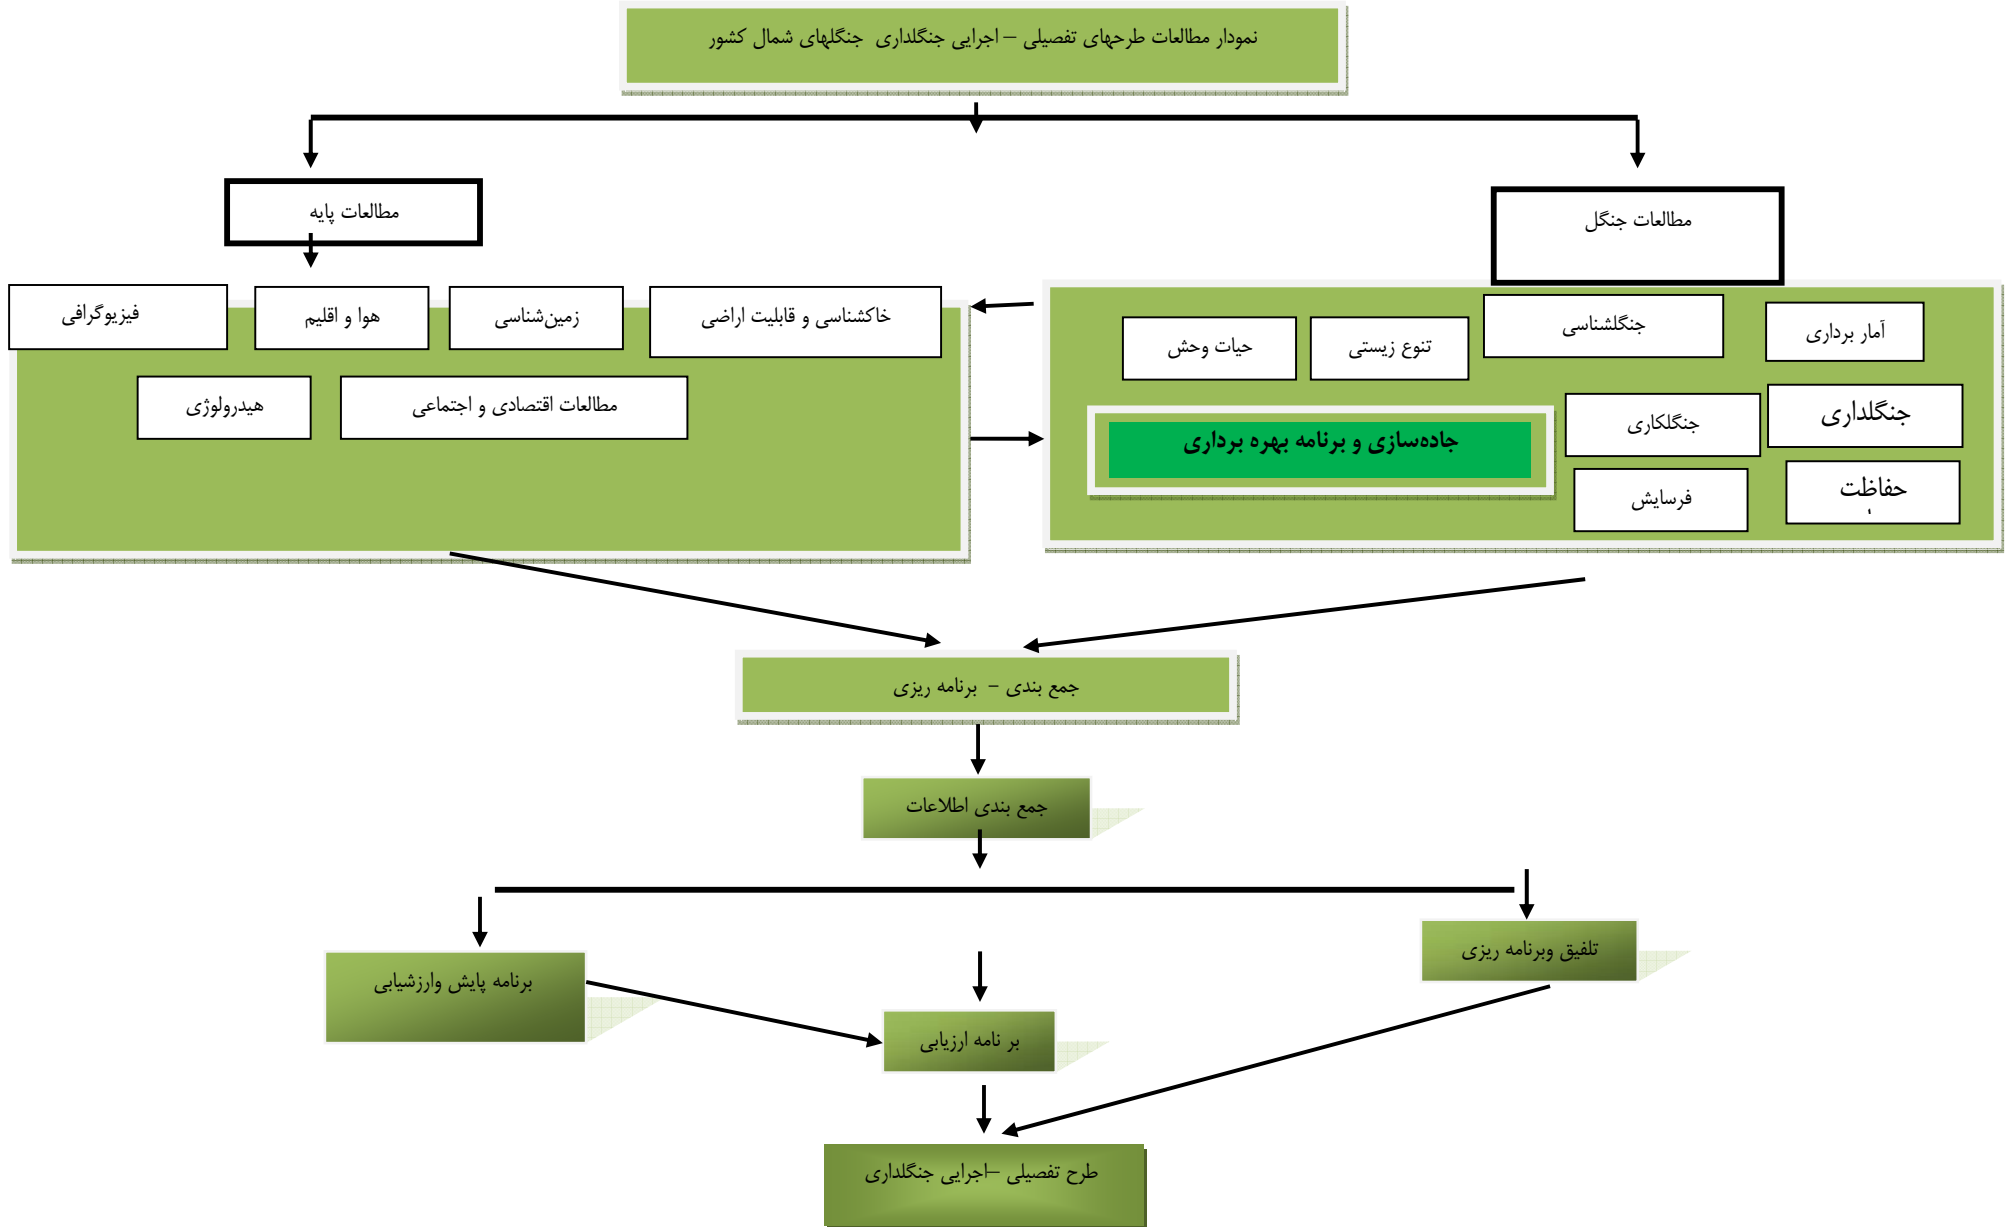 نمودار مطالعات طرحهای تفصیلی – اجرایی جنگلداری جنگلهای شمال کشور
مطالعات جنگل
مطالعات پایه
آمار برداری
جنگلشناسی
تنوع زیستی
حیات وحش
جنگلداری
جنگلکاری
جاده‌سازی و برنامه بهره برداری
حفاظت
فرسایش
خاکشناسی و قابلیت اراضی
زمین‌شناسی
هوا و اقلیم
فیزیوگرافی
مطالعات اقتصادی و اجتماعی
هیدرولوژی
جمع بندی – برنامه ریزی
جمع بندی اطلاعات
تلفیق وبرنامه ریزی
برنامه پایش وارزشیابی
بر نامه ارزیابی
طرح تفصیلی –اجرایی جنگلداری